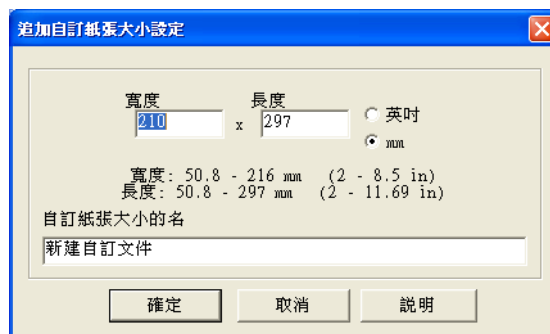 追加自訂紙張大小設定
寬度 長度
210 x 297
英吋
mm
寬度: 50.8 - 216 mm (2 - 8.5 in)
長度: 50.8 - 297 mm (2 - 11.69 in)
自訂紙張大小的名
新建自訂文件
確定 取消 説明